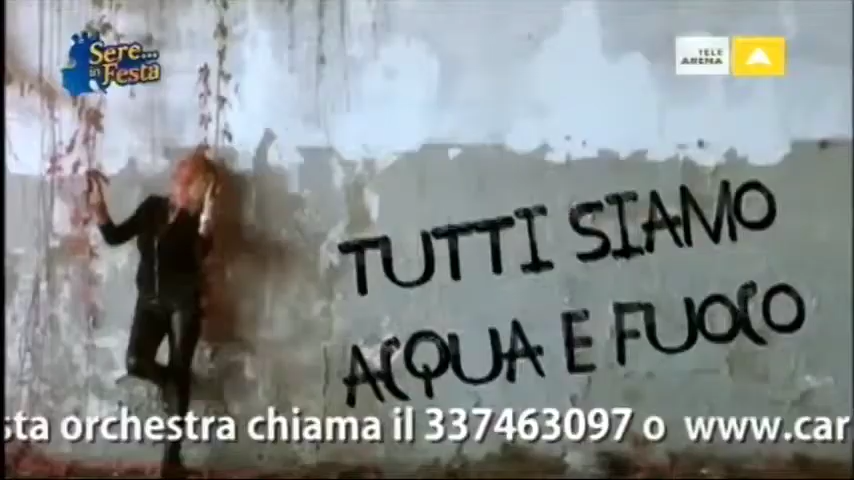 Sere...
in
Festa
TELE
ARENA
TUTTI SIAMO
ACQUA E FUOCO
sta orchestra chiama il 337463097 o www.car